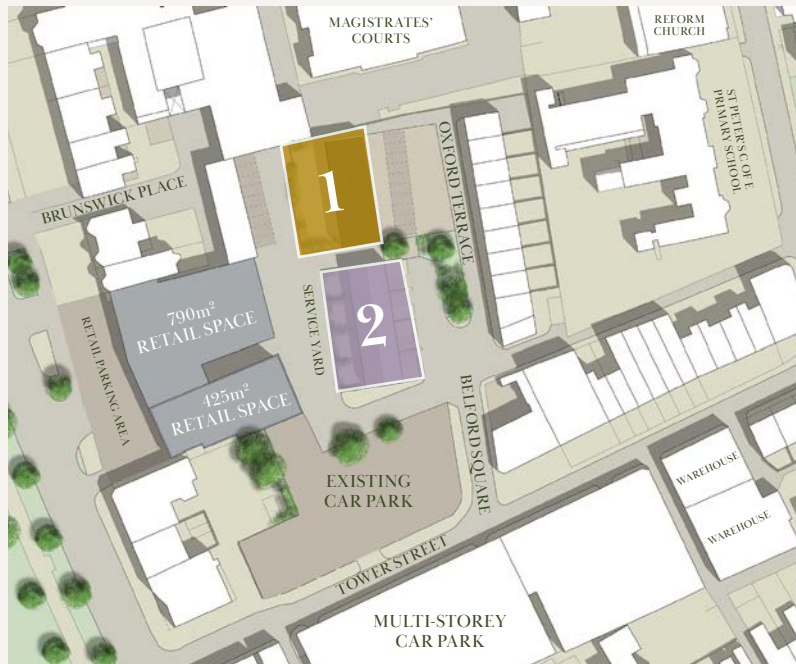 MAGISTRATES'
COURTS
REFORM
CHURCH
ST PETER'S C OF E
PRIMARY SCHOOL
OXFORD TERRACE
BRUNSWICK PLACE
1
790m²
RETAIL SPACE
SERVICE YARD
2
RETAIL PARKING AREA
425m²
RETAIL SPACE
BELFORD SQUARE
EXISTING
CAR PARK
WAREHOUSE
WAREHOUSE
TOWER STREET
MULTI-STOREY
CAR PARK